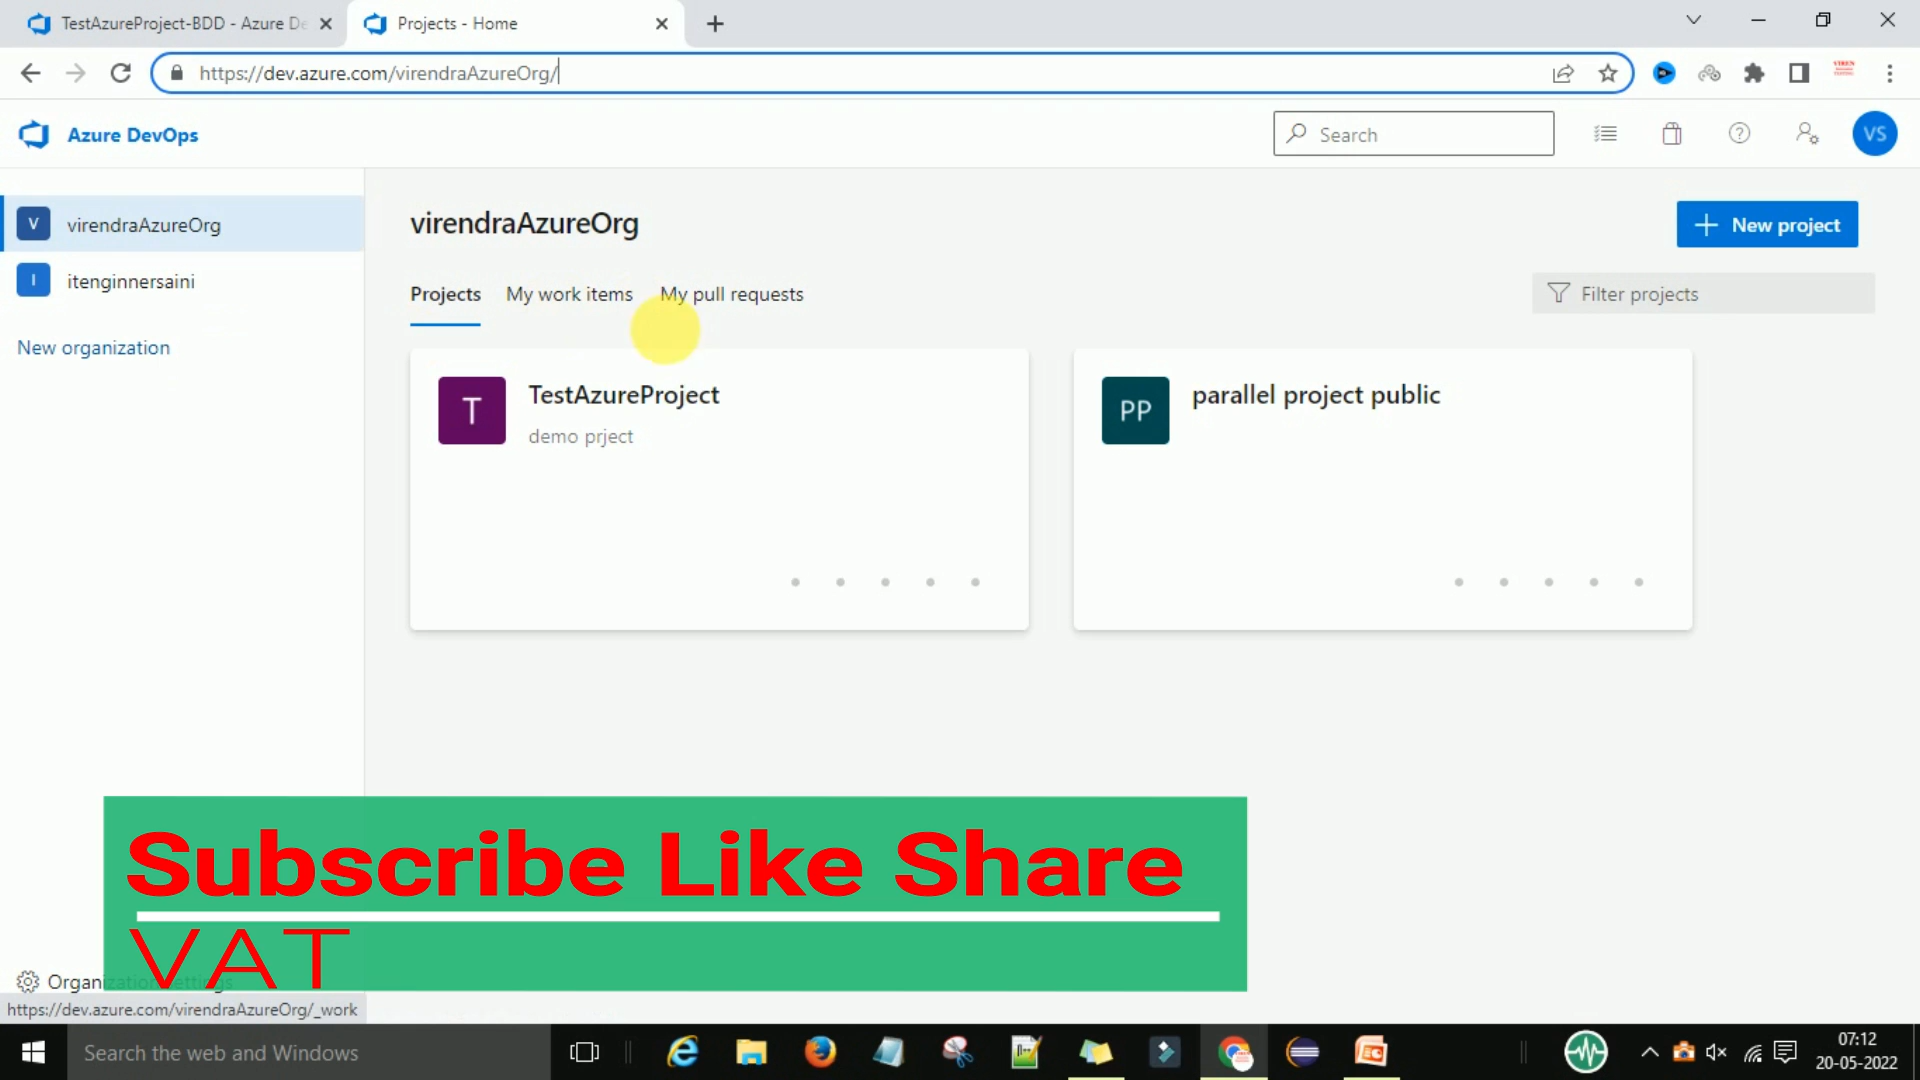 TestAzureProject-BDD - Azure De
Projects - Home
https://dev.azure.com/virendraAzureOrg/
VIREN
Azure DevOps
Search
VS
V virendraAzureOrg
I itenginnersaini
New organization
virendraAzureOrg
New project
Projects My work items My pull requests
Filter projects
T TestAzureProject
demo prject
PP parallel project public
Subscribe Like Share
VAT
Organization settings
https://dev.azure.com/virendraAzureOrg/_work
Search the web and Windows
07:12
20-05-2022